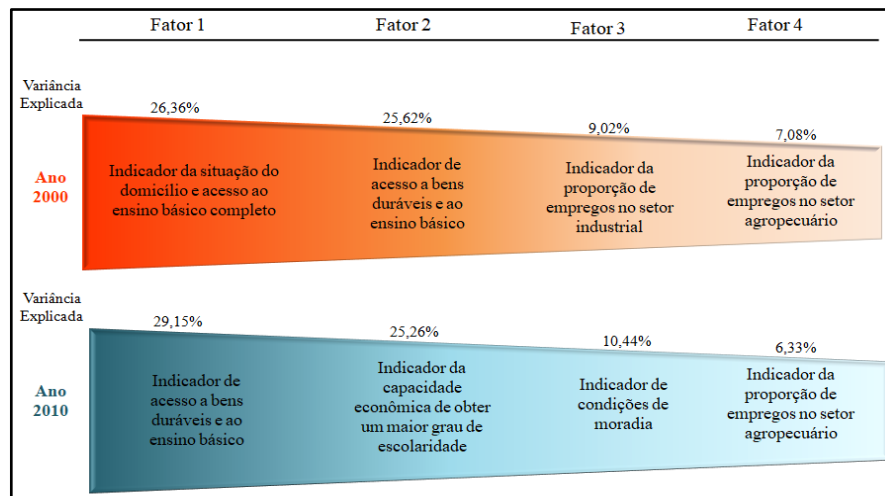 Fator 1
Fator 2
Fator 3
Fator 4
Variância
Explicada
26,36%
25,62%
9,02%
7,08%
Ano
2000
Indicador da situação do
domicílio e acesso ao
ensino básico completo
Indicador de
acesso a bens
duráveis e ao
ensino básico
Indicador da
proporção de
empregos no setor
industrial
Indicador da
proporção de
empregos no setor
agropecuário
Variância
Explicada
29,15%
25,26%
10,44%
6,33%
Ano
2010
Indicador de
acesso a bens
duráveis e ao
ensino básico
Indicador da
capacidade
econômica de obter
um maior grau de
escolaridade
Indicador de
condições de
moradia
Indicador da
proporção de
empregos no setor
agropecuário